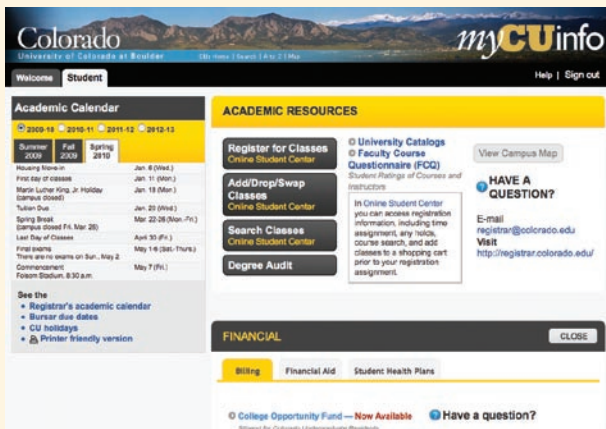 Colorado
University of Colorado at Boulder
CU: Home | Search | A to Z | Map
myCUinfo
Welcome
Student
Help | Sign out
Academic Calendar
2009-10 2010-11 2011-12 2012-13
Summer 2009
Fall 2009
Spring 2010
Housing Move-in Jan. 6 (Wed.)
First day of classes Jan. 11 (Mon.)
Martin Luther King, Jr. Holiday Jan. 18 (Mon.)
(campus closed)
Tuition Due Jan. 20 (Wed.)
Spring Break Mar. 22-26 (Mon.-Fri.)
(campus closed Fri. Mar. 26)
Last Day of Classes April 30 (Fri.)
Final exams May 1-6 (Sat.-Thurs.)
There are no exams on Sun., May 2
Commencement May 7 (Fri.)
Folsom Stadium, 8:30 a.m.
See the
Registrar's academic calendar
Bursar due dates
CU holidays
Printer friendly version
ACADEMIC RESOURCES
Register for Classes
Online Student Center
Add/Drop/Swap
Classes
Online Student Center
Search Classes
Online Student Center
Degree Audit
University Catalogs
Faculty Course
Questionnaire (FCQ)
Student Ratings of Courses and
Instructors
In Online Student Center
you can access registration
information, including time
assignment, any holds,
course search, and add
classes to a shopping cart
prior to your registration
assignment.
View Campus Map
HAVE A
QUESTION?
E-mail
registrar@colorado.edu
Visit
http://registrar.colorado.edu/
FINANCIAL
CLOSE
Billing
Financial Aid
Student Health Plans
College Opportunity Fund — Now Available
Have a question?